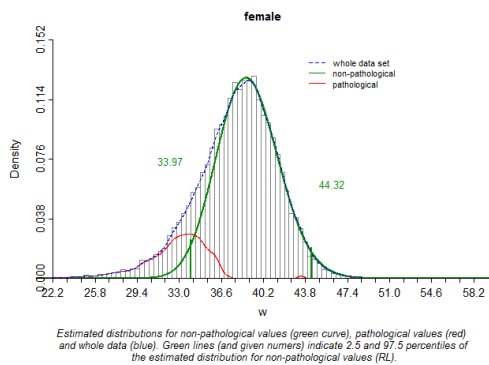 female
0.152
0.114
0.076
0.038
0.000
Density
whole data set
non-pathological
pathological
33.97
44.32
22.2 25.8 29.4 33.0 36.6 40.2 43.8 47.4 51.0 54.6 58.2
w
Estimated distributions for non-pathological values (green curve), pathological values (red)
and whole data (blue). Green lines (and given numers) indicate 2.5 and 97.5 percentiles of
the estimated distribution for non-pathological values (RL).